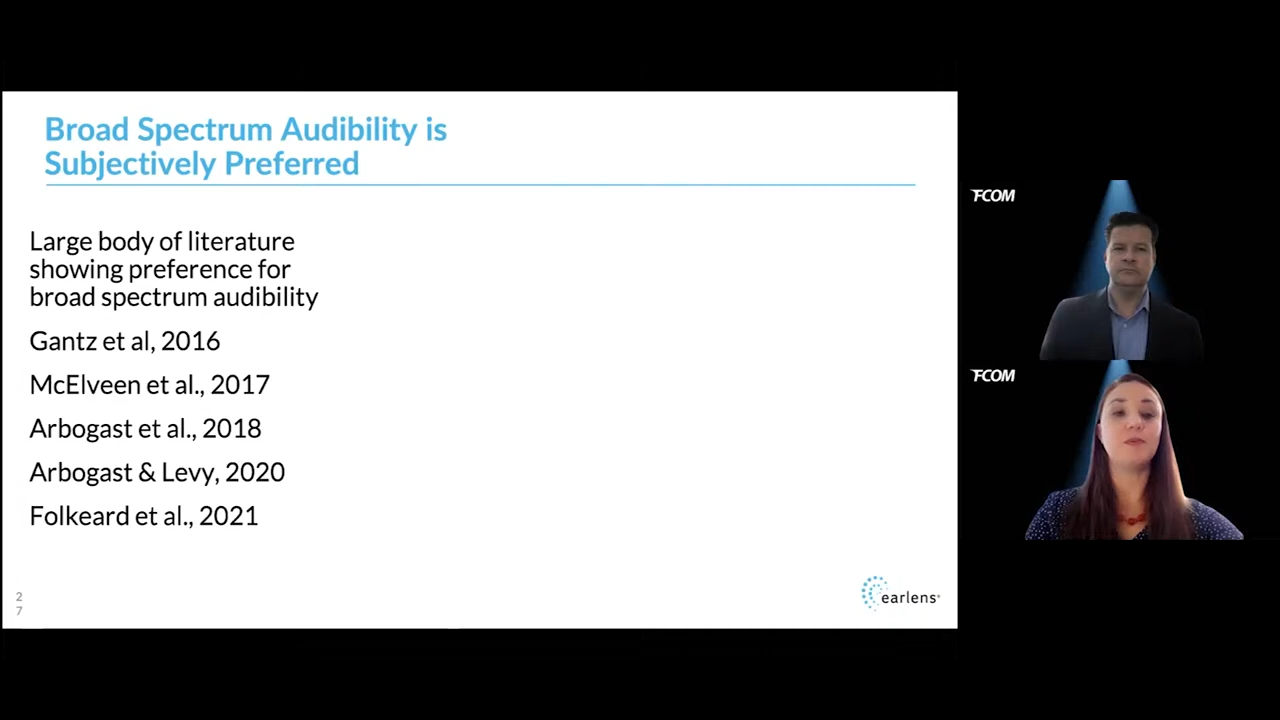 Broad Spectrum Audibility is
Subjectively Preferred
Large body of literature
showing preference for
broad spectrum audibility
Gantz et al, 2016
McElveen et al., 2017
Arbogast et al., 2018
Arbogast & Levy, 2020
Folkeard et al., 2021
2
7
earlens
FCOM
FCOM